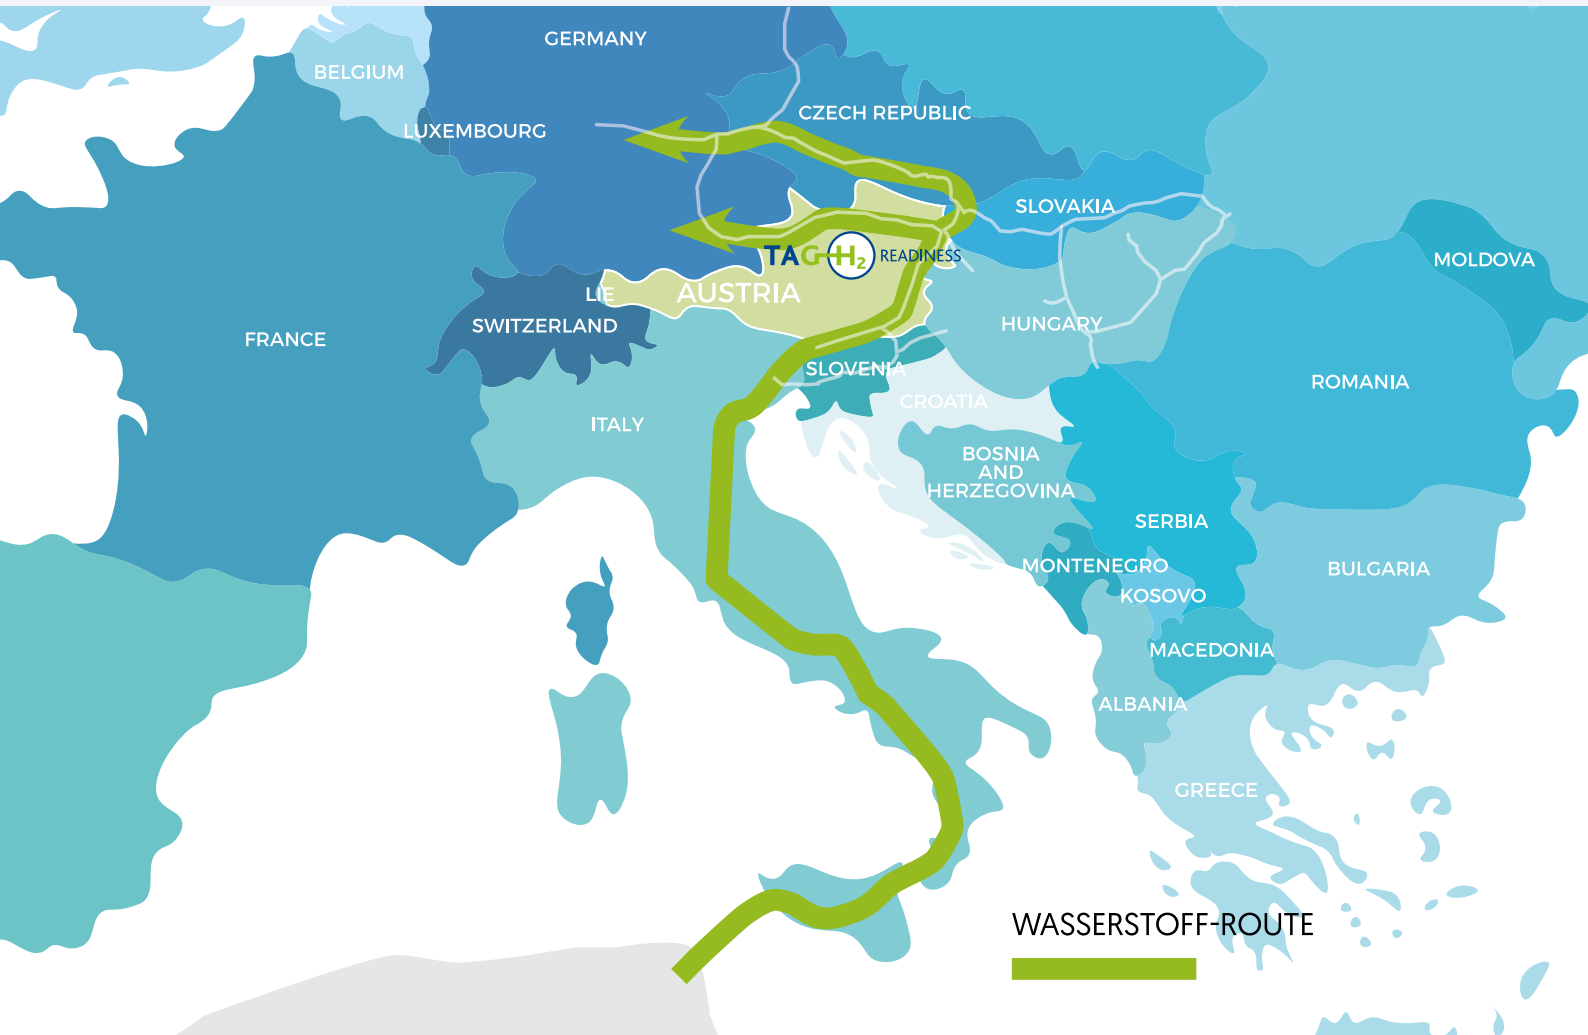 GERMANY
BELGIUM
CZECH REPUBLIC
LUXEMBOURG
SLOVAKIA
TAG H2 READINESS
MOLDOVA
LIE
AUSTRIA
SWITZERLAND
HUNGARY
FRANCE
SLOVENIA
ROMANIA
CROATIA
ITALY
BOSNIA
AND
HERZEGOVINA
SERBIA
MONTENEGRO
BULGARIA
KOSOVO
MACEDONIA
ALBANIA
GREECE
WASSERSTOFF-ROUTE